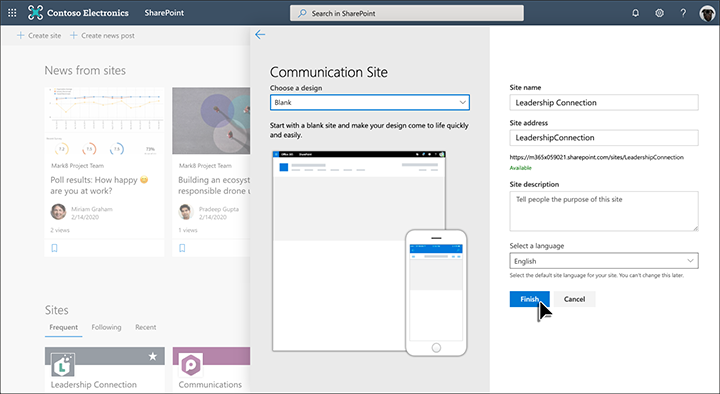 Contoso Electronics
SharePoint
Search in SharePoint
+ Create site
+ Create news post
News from sites
Mark8 Project Team
Poll results: How happy 😊
are you at work?
Miriam Graham
2/14/2020
2 views
Mark8 Project Team
Building an ecosyst
responsible drone u
Pradeep Gupta
2/14/2020
1 views
Sites
Frequent
Following
Recent
Leadership Connection
Communications
Communication Site
Choose a design
Blank
Start with a blank site and make your design come to life quickly
and easily.
Office 365
SharePoint
Site name
Leadership Connection
Site address
LeadershipConnection
https://m365x059021.sharepoint.com/sites/LeadershipConnection
Available
Site description
Tell people the purpose of this site
Select a language
English
Select the default site language for your site. You can't change this later.
Finish
Cancel